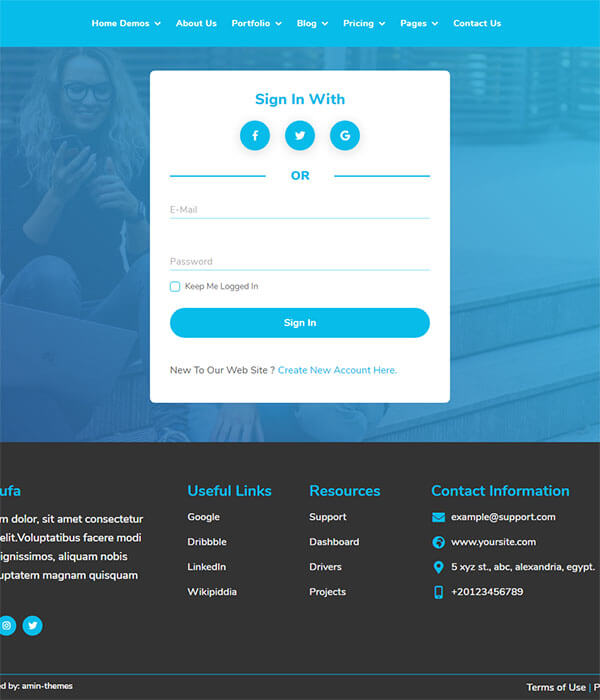 Home Demos About Us Portfolio Blog Pricing Pages Contact Us
Sign In With
OR
E-Mail
Password
Keep Me Logged In
Sign In
New To Our Web Site ? Create New Account Here.
ufa
m dolor, sit amet consectetur
elit.Voluptatibus facere modi
ignissimos, aliquam nobis
uptatem magnam quisquam
Useful Links
Google
Dribbble
LinkedIn
Wikipiddia
Resources
Support
Dashboard
Drivers
Projects
Contact Information
example@support.com
www.yoursite.com
5 xyz st., abc, alexandria, egypt.
+20123456789
ed by: amin-themes
Terms of Use | P